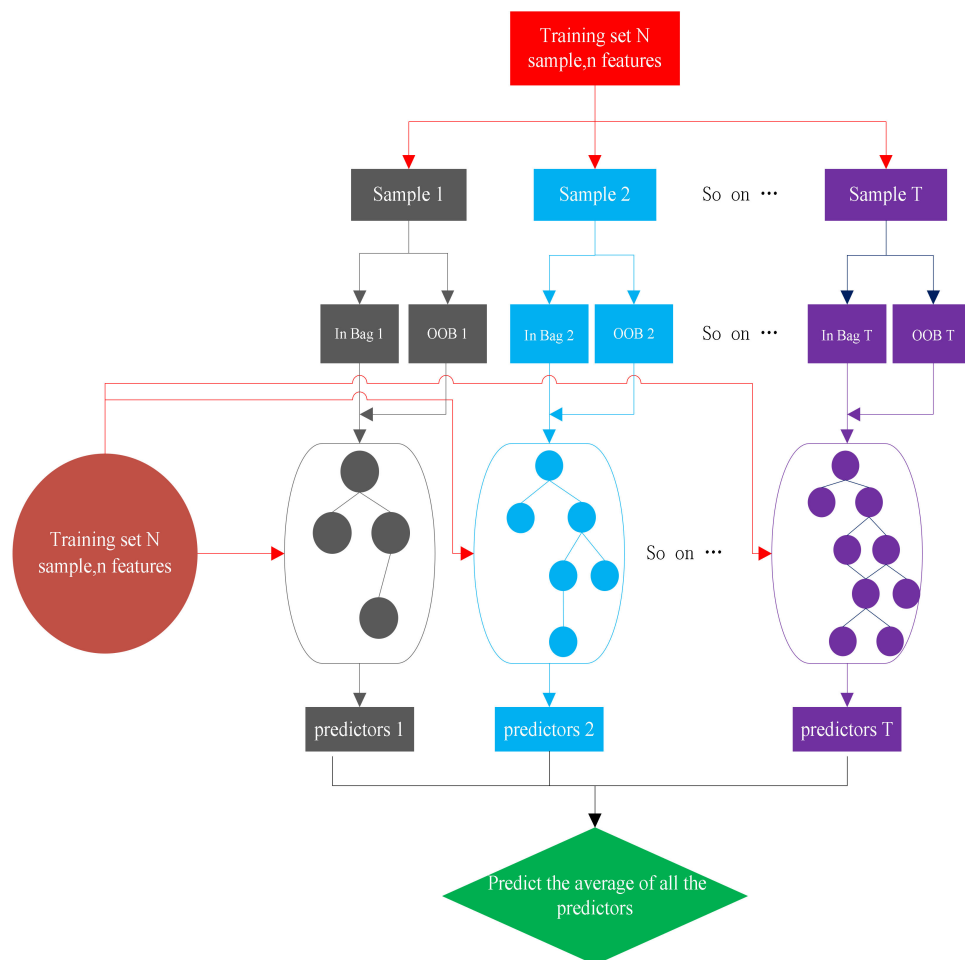 Training set N
sample,n features
Sample 1
Sample 2
So on ···
Sample T
In Bag 1
OOB 1
In Bag 2
OOB 2
So on ···
In Bag T
OOB T
Training set N
sample,n features
So on ···
predictors 1
predictors 2
predictors T
Predict the average of all the
predictors